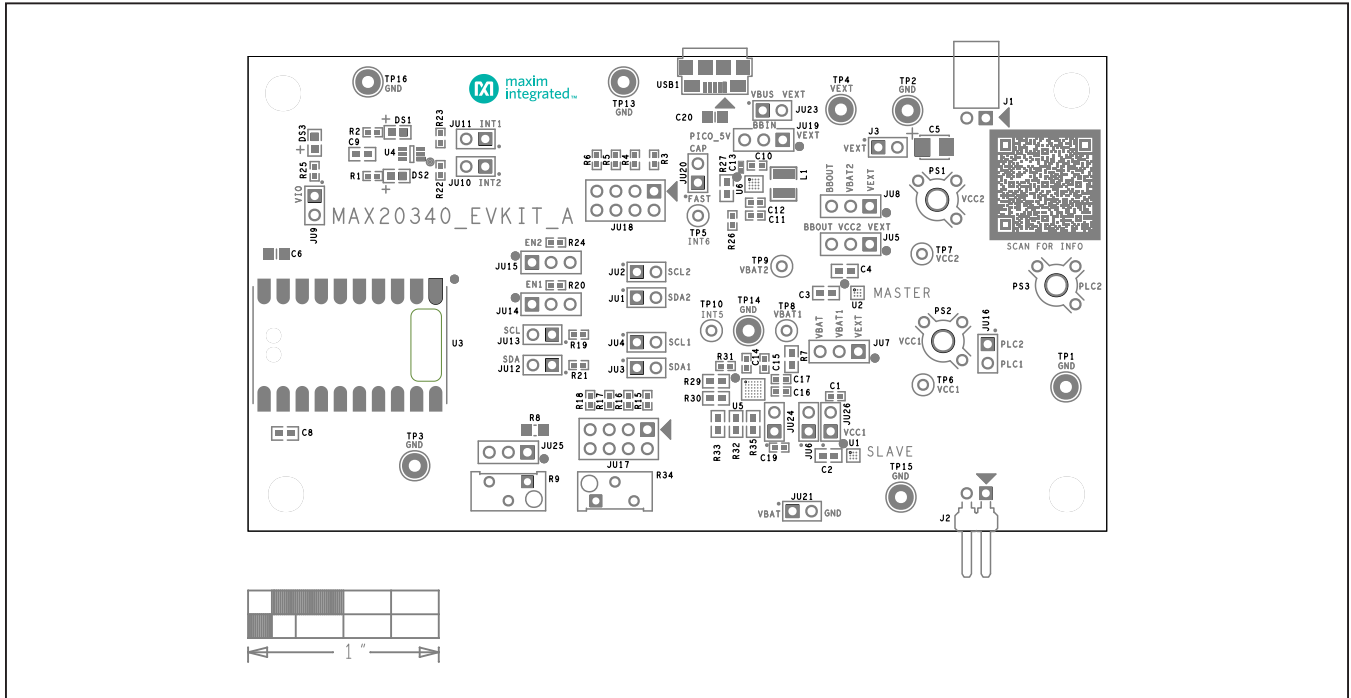 TP16
GND
maxim
integrated™
TP13
GND
USB1
VBUS VEXT
JU23
TP4
VEXT
TP2
GND
J1
DS3
R2
DS1
C9
U4
R23
JU11
INT1
C20
PICO_5V
BBIN
JU19
VEXT
J3
VEXT
C5
R25
R1
DS2
R22
JU10
INT2
R6
R5
R4
R3
CAP
JU20
FAST
R27
C13
C10
U6
L1
C12
C11
R26
BBOUT
VBAT2
VEXT
JU8
PS1
VCC2
VIO
JU9
MAX20340_EVKIT_A
JU18
TP5
INT6
BBOUT VCC2 VEXT
JU5
SCAN FOR INFO
C6
EN2
R24
JU15
JU2
SCL2
TP9
VBAT2
TP7
VCC2
C4
C3
U2
MASTER
PS3
PLC2
EN1
R20
JU14
JU1
SDA2
TP10
INT5
TP14
GND
TP8
VBAT1
VBAT
VBAT1
VEXT
JU7
PS2
VCC1
JU16
PLC2
PLC1
U3
SCL
JU13
R19
JU4
SCL1
SDA
JU12
R21
JU3
SDA1
R31
C14
C15
R7
R29
R30
C17
C16
U5
TP6
VCC1
TP1
GND
R18
R17
R16
R15
R33
R32
R35
JU24
C19
JU6
C1
JU26
VCC1
C2
U1
SLAVE
C8
TP3
GND
R8
JU25
R9
JU17
R34
TP15
GND
JU21
VBAT
GND
J2
1 "